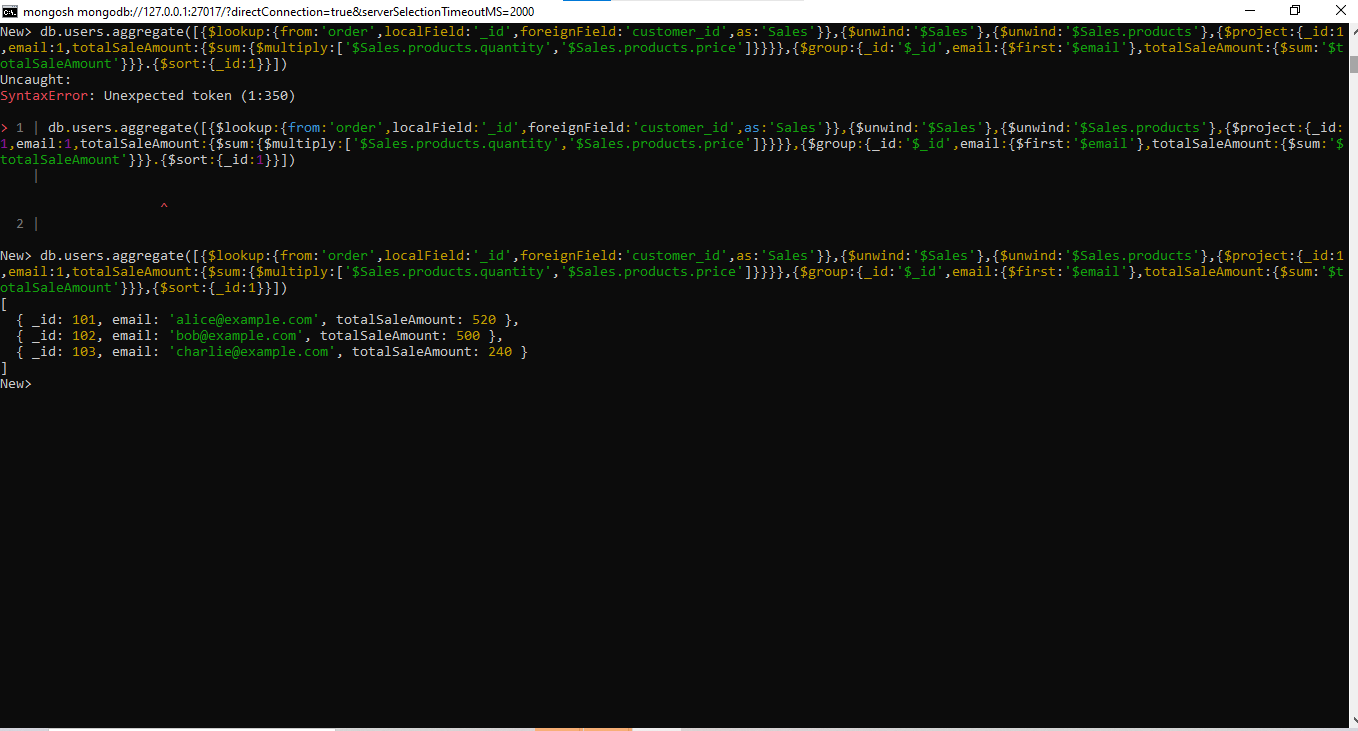 mongosh mongodb://127.0.0.1:27017/?directConnection=true&serverSelectionTimeoutMS=2000
New> db.users.aggregate([{$lookup:{from:'order',localField:'_id',foreignField:'customer_id',as:'Sales'}},{$unwind:'$Sales'},{$unwind:'$Sales.products'},{$project:{_id:1
,email:1,totalSaleAmount:{$sum:{$multiply:['$Sales.products.quantity','$Sales.products.price']}}}},{$group:{_id:'$_id',email:{$first:'$email'},totalSaleAmount:{$sum:'$t
otalSaleAmount'}}}.{$sort:{_id:1}}])
Uncaught:
SyntaxError: Unexpected token (1:350)
> 1 | db.users.aggregate([{$lookup:{from:'order',localField:'_id',foreignField:'customer_id',as:'Sales'}},{$unwind:'$Sales'},{$unwind:'$Sales.products'},{$project:{_id:
1,email:1,totalSaleAmount:{$sum:{$multiply:['$Sales.products.quantity','$Sales.products.price']}}}},{$group:{_id:'$_id',email:{$first:'$email'},totalSaleAmount:{$sum:'$
totalSaleAmount'}}}.{$sort:{_id:1}}])
|
^
2 |
New> db.users.aggregate([{$lookup:{from:'order',localField:'_id',foreignField:'customer_id',as:'Sales'}},{$unwind:'$Sales'},{$unwind:'$Sales.products'},{$project:{_id:1
,email:1,totalSaleAmount:{$sum:{$multiply:['$Sales.products.quantity','$Sales.products.price']}}}},{$group:{_id:'$_id',email:{$first:'$email'},totalSaleAmount:{$sum:'$t
otalSaleAmount'}}},{$sort:{_id:1}}])
[
{ _id: 101, email: 'alice@example.com', totalSaleAmount: 520 },
{ _id: 102, email: 'bob@example.com', totalSaleAmount: 500 },
{ _id: 103, email: 'charlie@example.com', totalSaleAmount: 240 }
]
New>